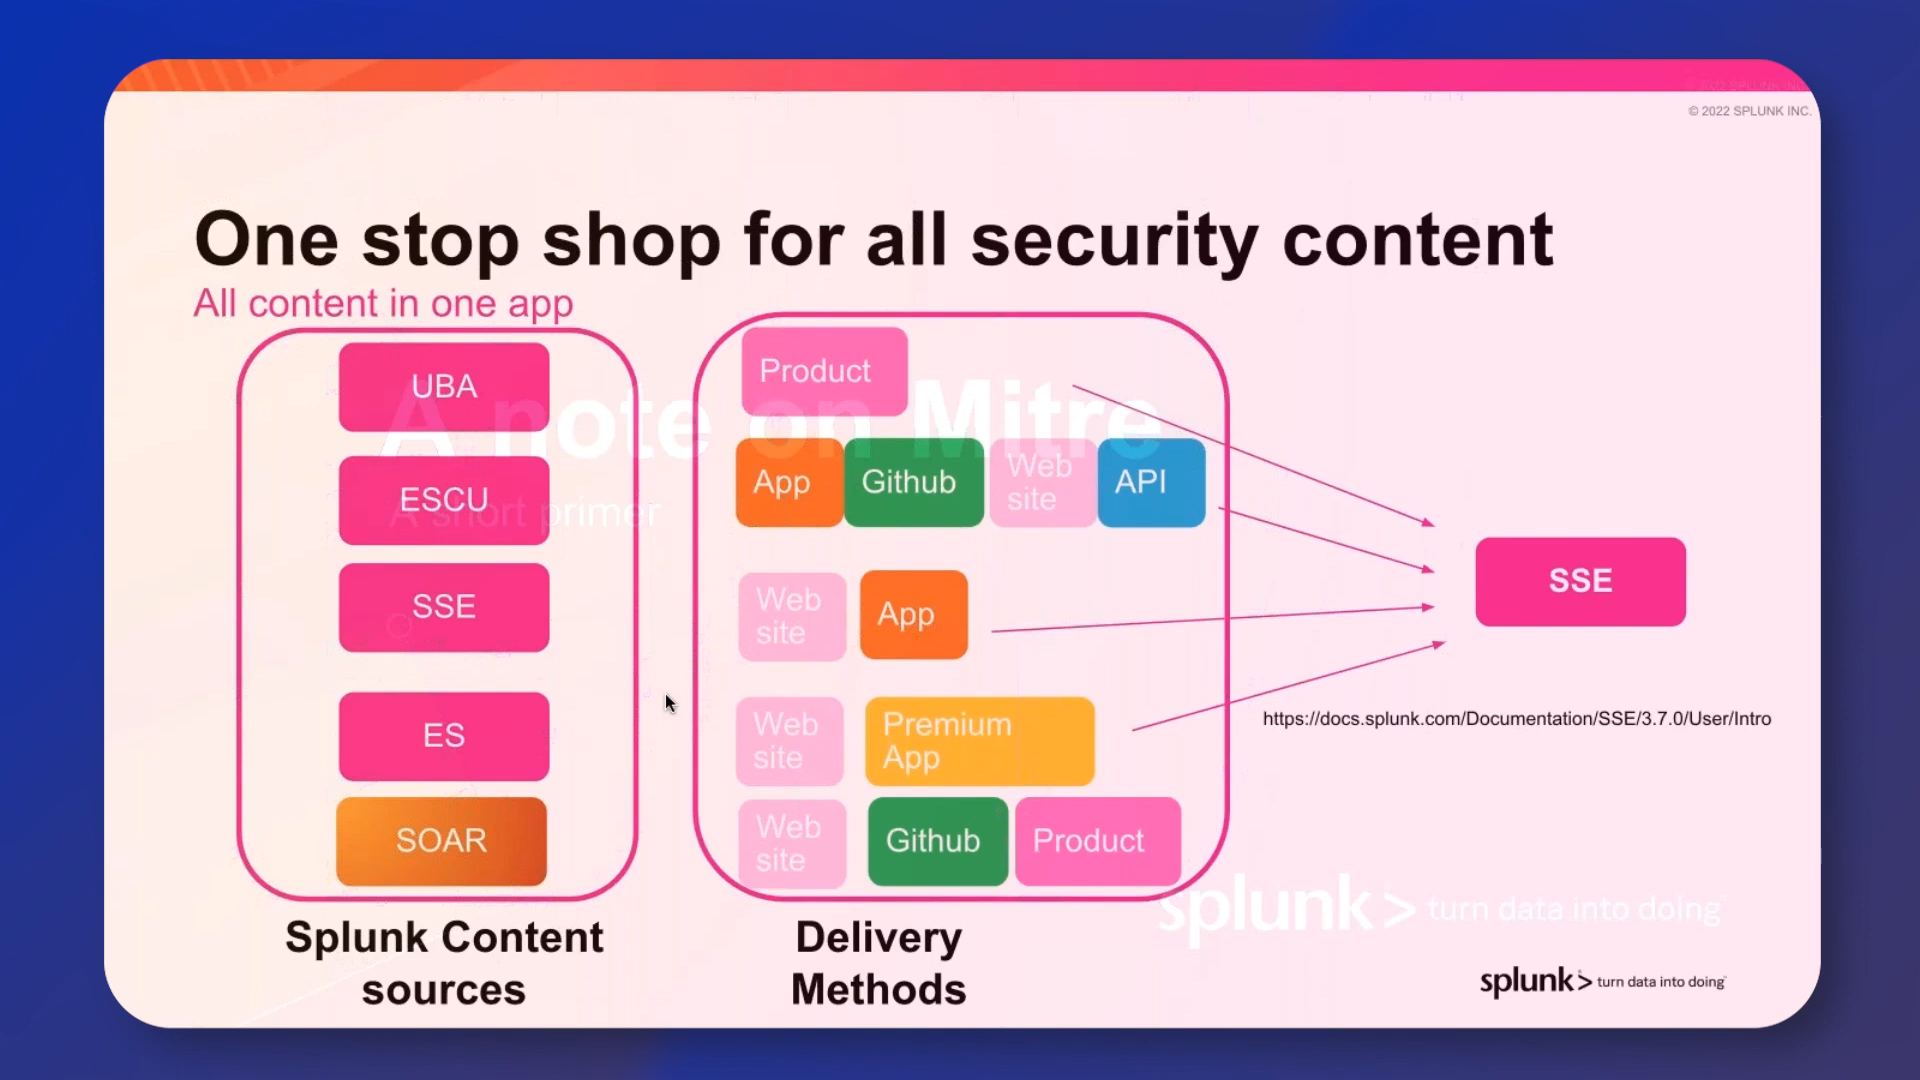 © 2022 SPLUNK INC.
One stop shop for all security content
All content in one app
UBA
ESCU
SSE
ES
SOAR
Splunk Content
sources
Product
App
Github
Web
site
API
Web
site
App
Web
site
Premium
App
Web
site
Github
Product
Delivery
Methods
SSE
https://docs.splunk.com/Documentation/SSE/3.7.0/User/Intro
A note on Mitre
A short primer
splunk> turn data into doing
splunk> turn data into doing